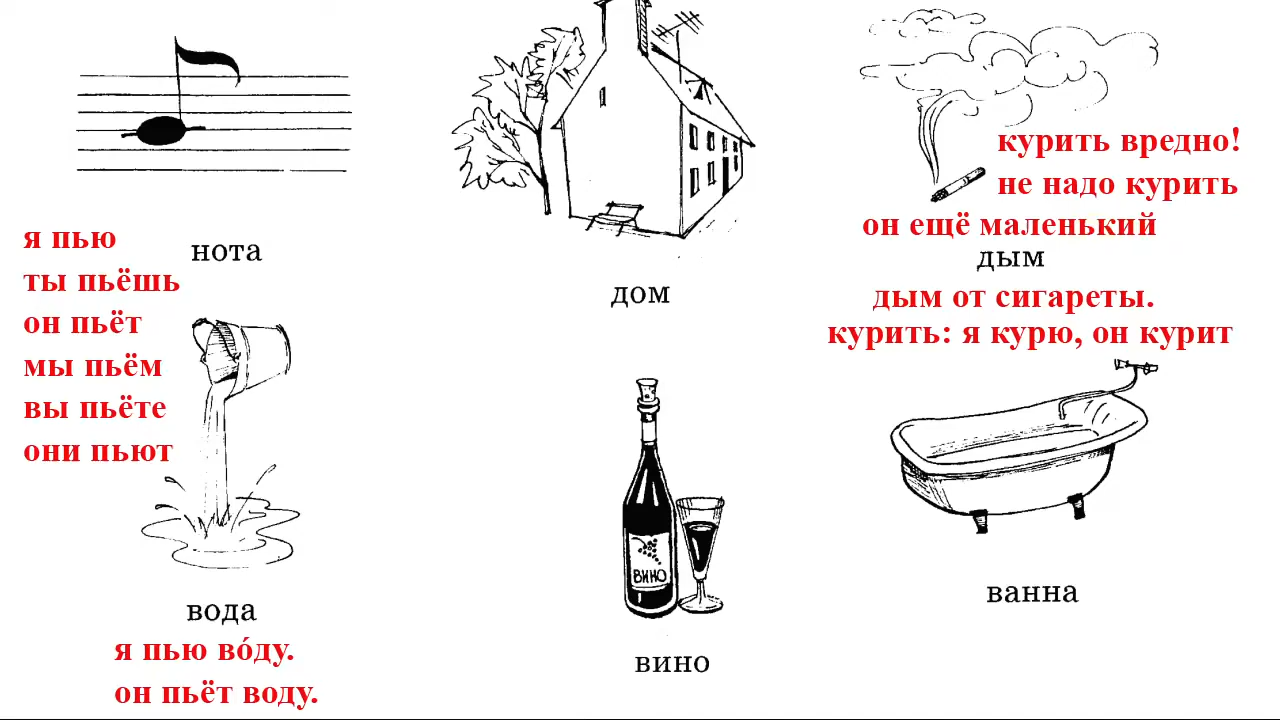 курить вредно!
не надо курить
он ещё маленький
дым
дым от сигареты.
курить: я курю, он курит
нота
дом
я пью
ты пьёшь
он пьёт
мы пьём
вы пьёте
они пьют
вода
я пью во́ду.
он пьёт воду.
ВИНО
вино
ванна